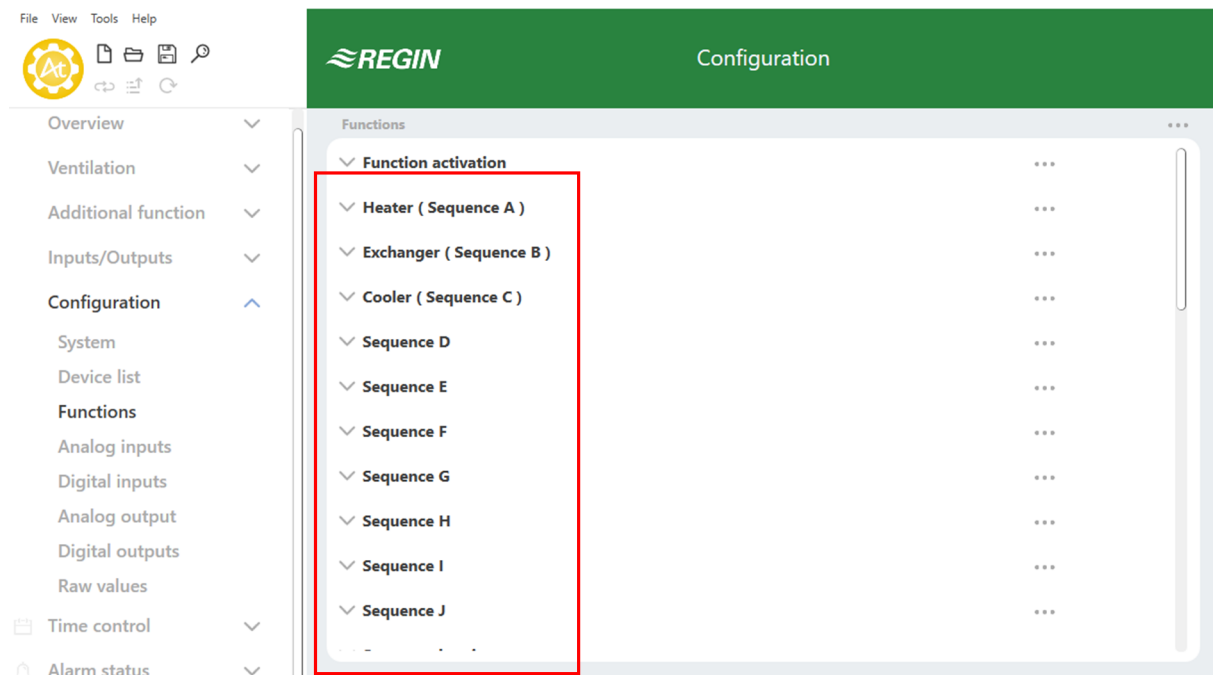 File View Tools Help
At
REGIN
Configuration
Overview
Ventilation
Additional function
Inputs/Outputs
Configuration
System
Device list
Functions
Analog inputs
Digital inputs
Analog output
Digital outputs
Raw values
Time control
Alarm status
Functions
Function activation
Heater ( Sequence A )
Exchanger ( Sequence B )
Cooler ( Sequence C )
Sequence D
Sequence E
Sequence F
Sequence G
Sequence H
Sequence I
Sequence J